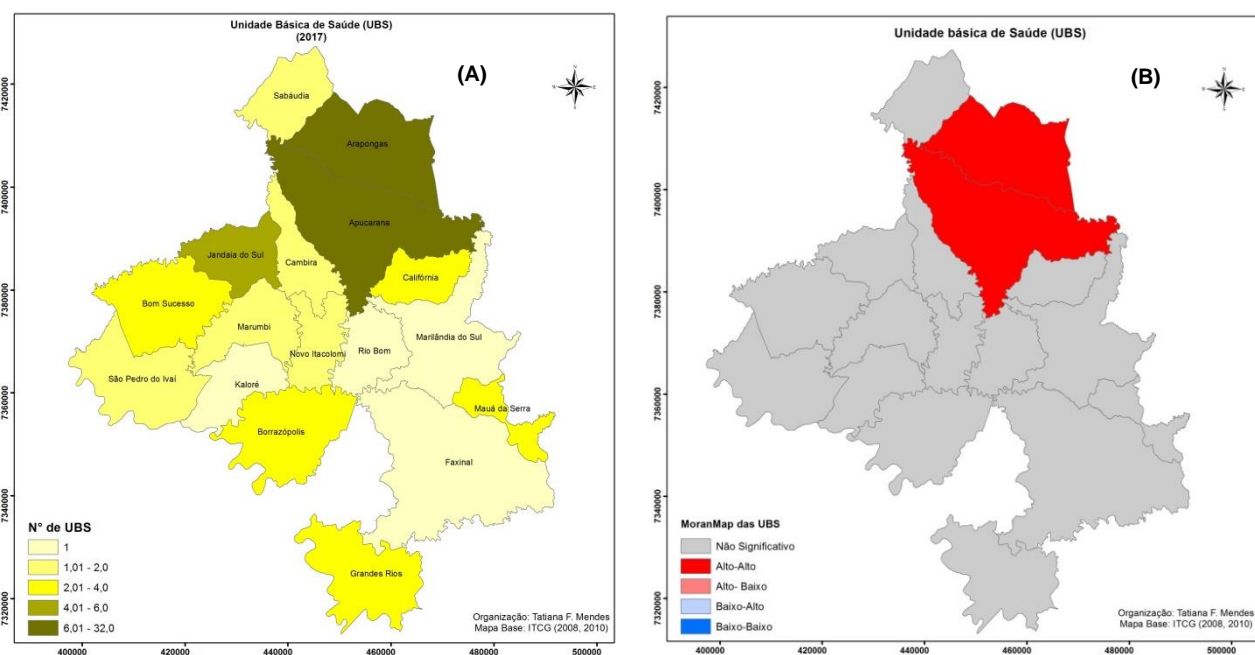 Unidade Básica de Saúde (UBS)
(2017)
(A)
N
W E
S
7420000
7400000
7380000
7360000
7340000
7320000
Sabáudia
Arapongas
Apucarana
Jandaia do Sul
Cambira
Califórnia
Bom Sucesso
Marumbi
Marilândia do Sul
Novo Itacolomi
Rio Bom
São Pedro do Ivaí
Kaloré
Mauá da Serra
Borrazópolis
Faxinal
Grandes Rios
N° de UBS
1
1,01 - 2,0
2,01 - 4,0
4,01 - 6,0
6,01 - 32,0
Organização: Tatiana F. Mendes
Mapa Base: ITCG (2008, 2010)
400000 420000 440000 460000 480000 500000
Unidade básica de Saúde (UBS)
(B)
N
W E
S
7420000
7400000
7380000
7360000
7340000
7320000
MoranMap das UBS
Não Significativo
Alto-Alto
Alto- Baixo
Baixo-Alto
Baixo-Baixo
Organização: Tatiana F. Mendes
Mapa Base: ITCG (2008, 2010)
400000 420000 440000 460000 480000 500000